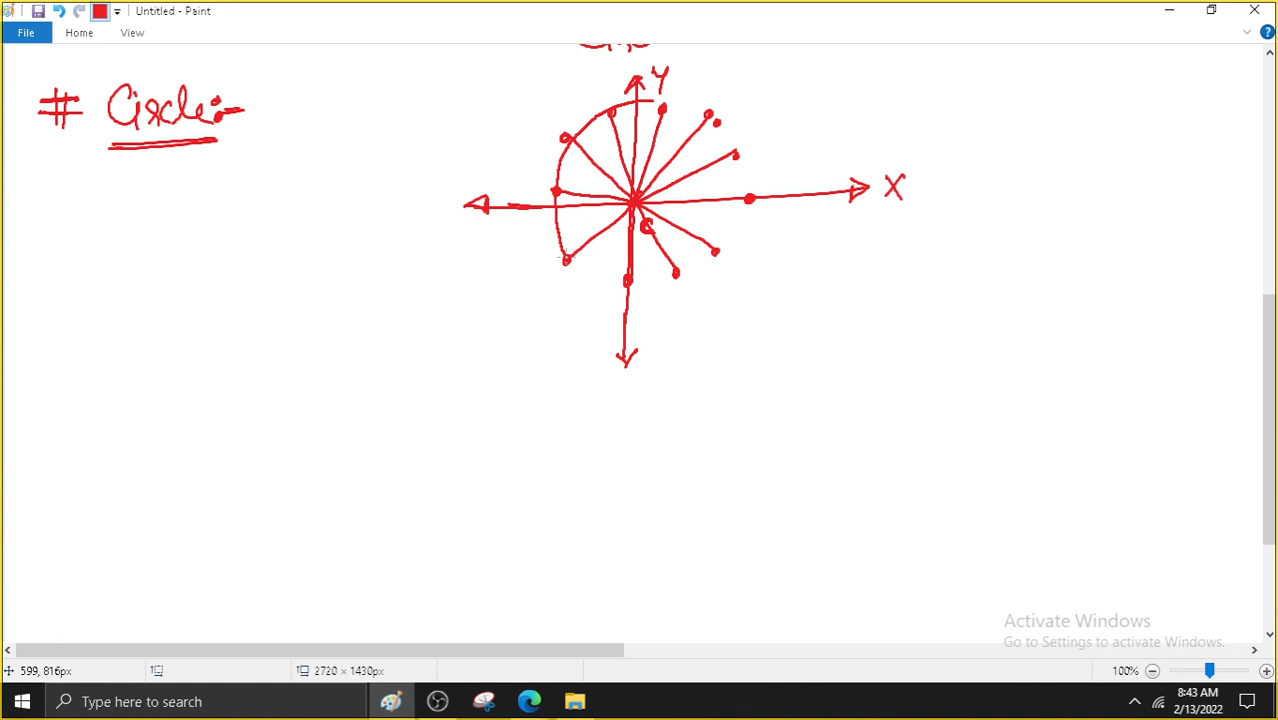 Untitled - Paint
File Home View
# Circle:-
Y
X
C
Activate Windows
Go to Settings to activate Windows.
599, 816px
2720 × 1430px
100%
Type here to search
8:43 AM
2/13/2022